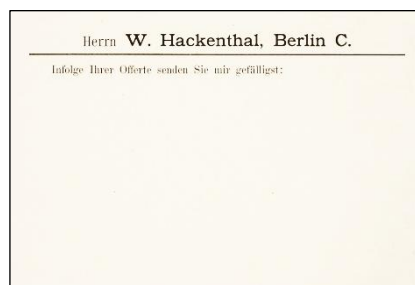 Herrn W. Hackenthal, Berlin C.
Infolge Ihrer Offerte senden Sie mir gefälligst: